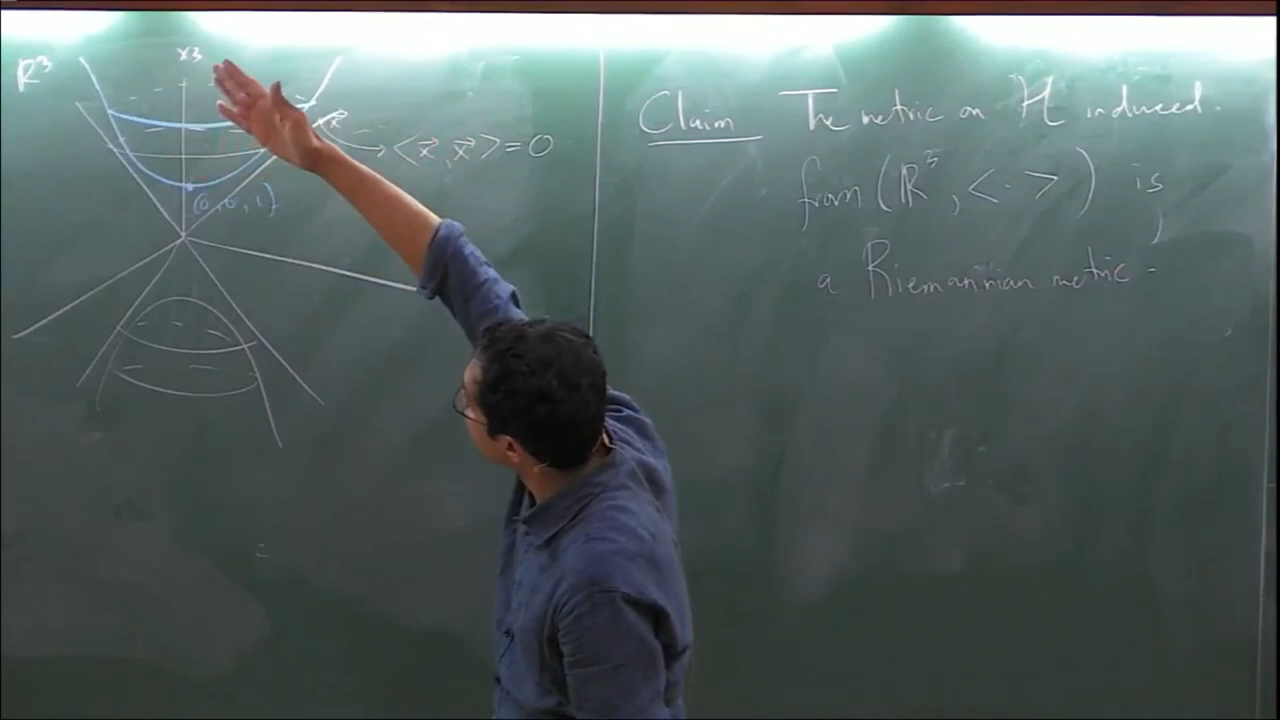 R³
x3
<x⃗, x⃗> = 0
x⃗
(0, 0, 1)
Claim The metric on H induced
from (R³, <·>) is
a Riemannian metric.